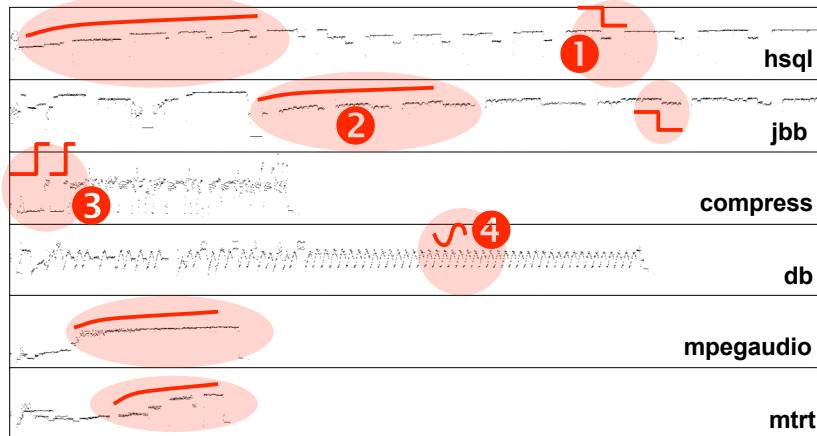 1
hsql
2
jbb
3
compress
4
db
mpegaudio
mtrt